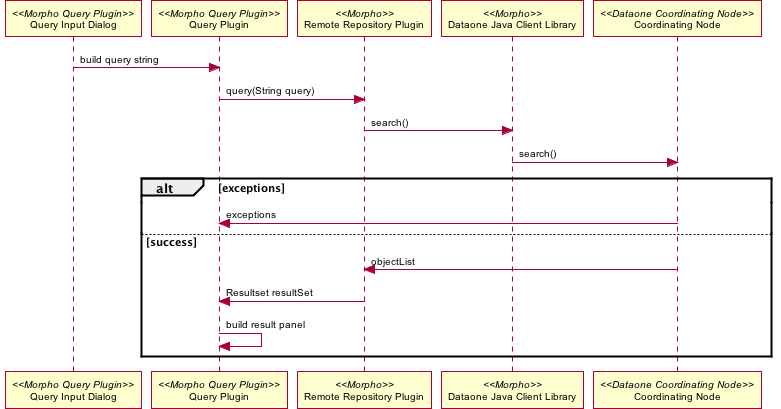 <<Morpho Query Plugin>>
Query Input Dialog
<<Morpho Query Plugin>>
Query Plugin
<<Morpho>>
Remote Repository Plugin
<<Morpho>>
Dataone Java Client Library
<<Dataone Coordinating Node>>
Coordinating Node
build query string
query(String query)
search()
search()
alt
[exceptions]
exceptions
[success]
objectList
Resultset resultSet
build result panel
<<Morpho Query Plugin>>
Query Input Dialog
<<Morpho Query Plugin>>
Query Plugin
<<Morpho>>
Remote Repository Plugin
<<Morpho>>
Dataone Java Client Library
<<Dataone Coordinating Node>>
Coordinating Node